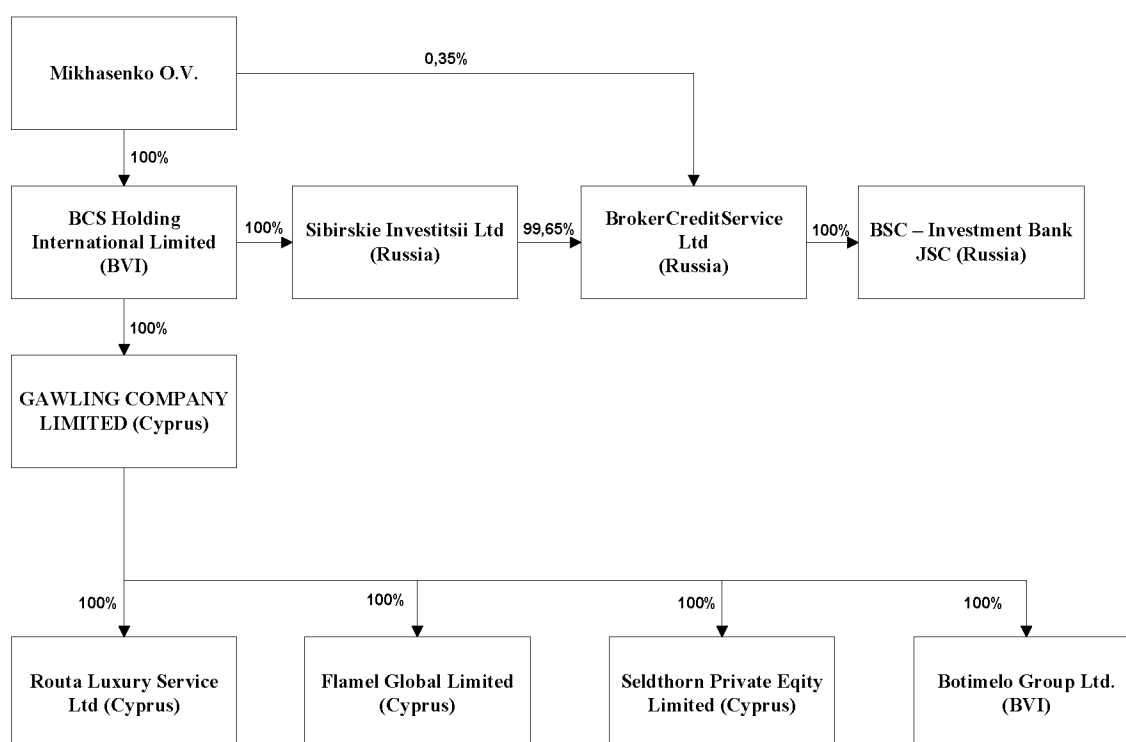 Mikhasenko O.V.
0,35%
100%
BCS Holding
International Limited
(BVI)
100%
Sibirskie Investitsii Ltd
(Russia)
99,65%
BrokerCreditService
Ltd
(Russia)
100%
BSC – Investment Bank
JSC (Russia)
100%
GAWLING COMPANY
LIMITED (Cyprus)
100%
100%
100%
100%
Routa Luxury Service
Ltd (Cyprus)
Flamel Global Limited
(Cyprus)
Seldthorn Private Eqity
Limited (Cyprus)
Botimelo Group Ltd.
(BVI)